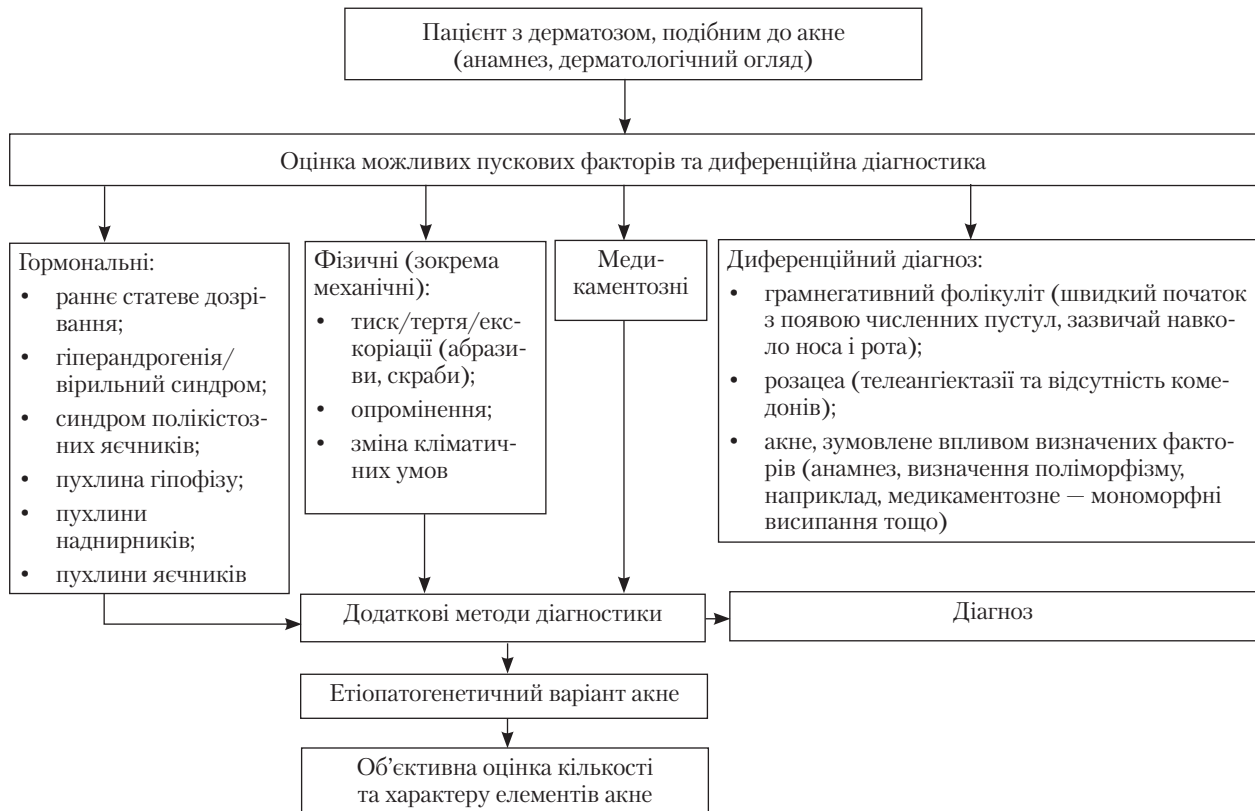 Пацієнт з дерматозом, подібним до акне
(анамнез, дерматологічний огляд)
Оцінка можливих пускових факторів та диференційна діагностика
Гормональні:
• раннє статеве дозрі-
вання;
• гіперандрогенія/
вірильний синдром;
• синдром полікістоз-
них яєчників;
• пухлина гіпофізу;
• пухлини
наднирників;
• пухлини яєчників
Фізичні (зокрема
механічні):
• тиск/тертя/екс-
коріації (абрази-
ви, скраби);
• опромінення;
• зміна кліматич-
них умов
Меди-
каментозні
Диференційний діагноз:
• грамнегативний фолікуліт (швидкий початок
з появою численних пустул, зазвичай навко-
ло носа і рота);
• розацеа (телеангіектазії та відсутність коме-
донів);
• акне, зумовлене впливом визначених факто-
рів (анамнез, визначення поліморфізму,
наприклад, медикаментозне — мономорфні
висипання тощо)
Додаткові методи діагностики
Діагноз
Етіопатогенетичний варіант акне
Об’єктивна оцінка кількості
та характеру елементів акне